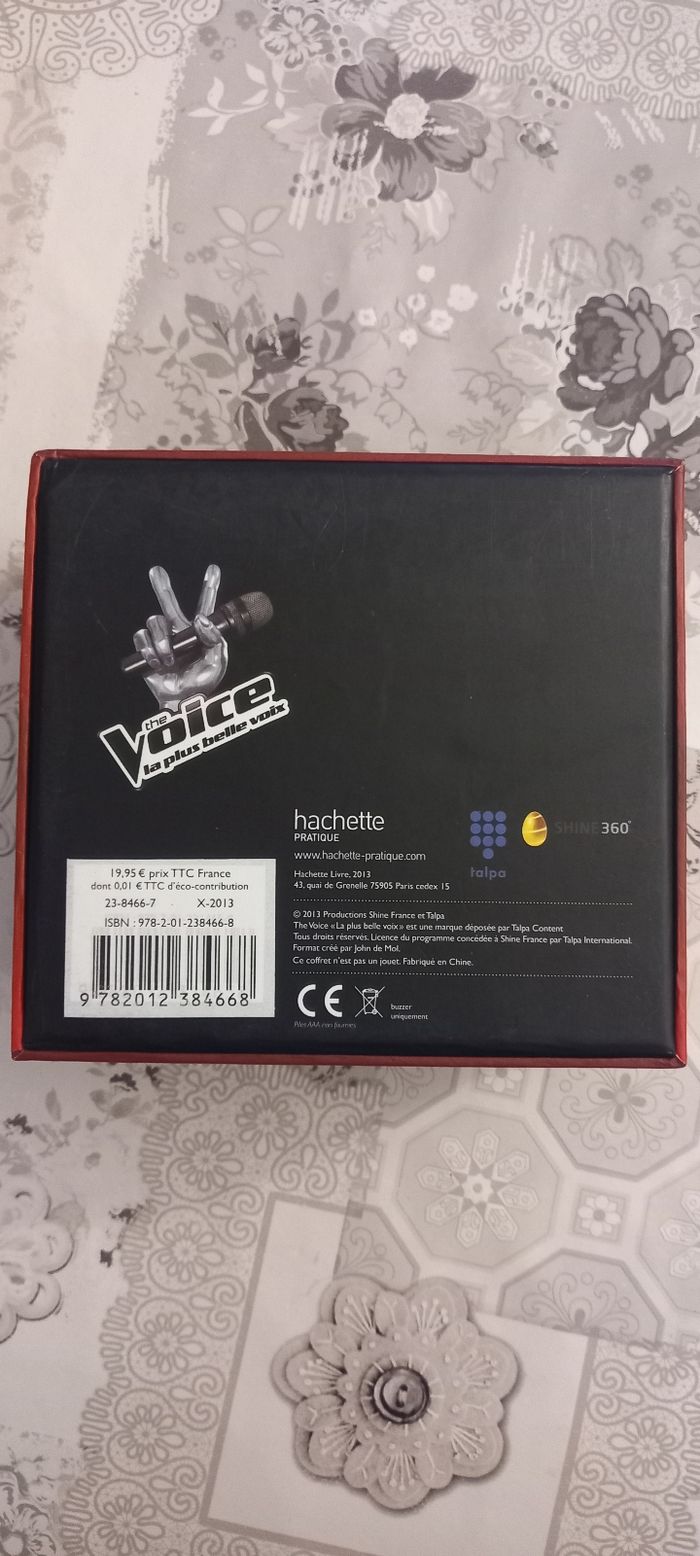 the
Voice
la plus belle voix
hachette
PRATIQUE
www.hachette-pratique.com
Hachette Livre, 2013
43, quai de Grenelle 75905 Paris cedex 15
talpa
SHINE 360°
19,95 € prix TTC France
dont 0,01 € TTC d'éco-contribution
23-8466-7 X-2013
ISBN : 978-2-01-238466-8
9 782012 384668
© 2013 Productions Shine France et Talpa
The Voice « La plus belle voix » est une marque déposée par Talpa Content
Tous droits réservés. Licence du programme concédée à Shine France par Talpa International.
Format créé par John de Mol.
Ce coffret n'est pas un jouet. Fabriqué en Chine.
CE
buzzer
uniquement
Piles AAA non fournies